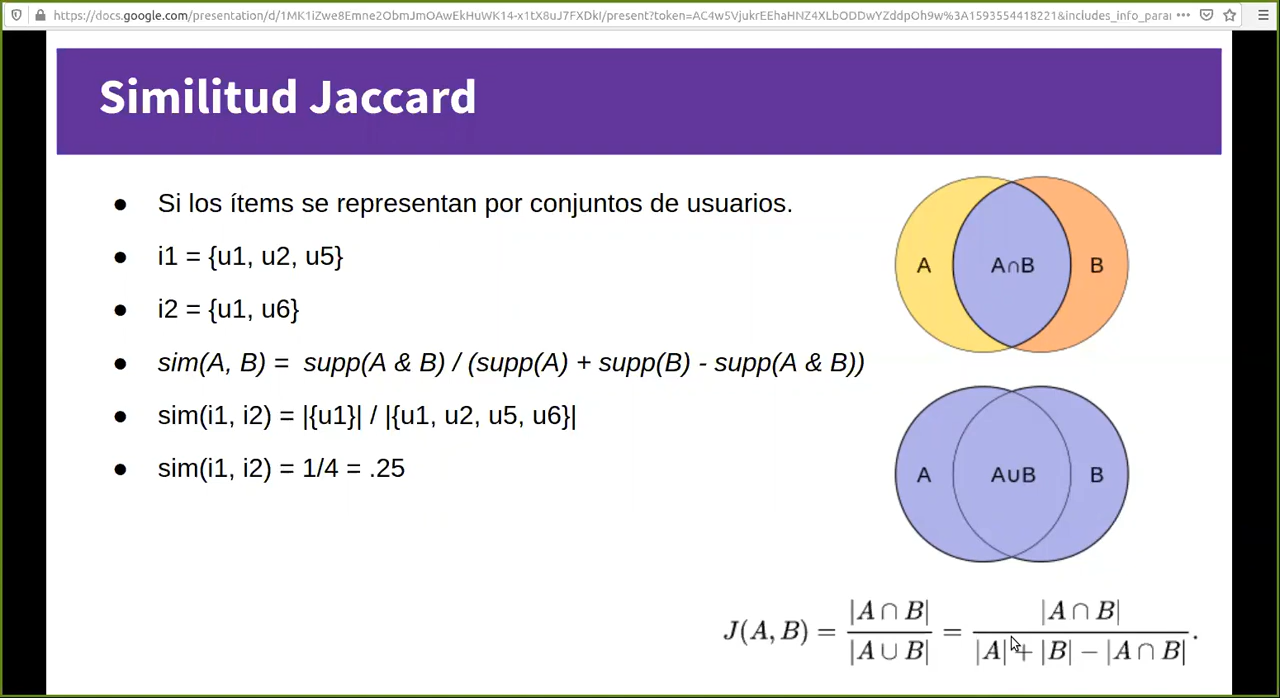 https://docs.google.com/presentation/d/1MK1iZwe8Emne2ObmJmOAwEkHuWK14-x1tX8uJ7FXDkI/present?token=AC4w5VjukrEEhaHNZ4XLbODDwYZddpOh9w%3A1593554418221&includes_info_parar
Similitud Jaccard
● Si los ítems se representan por conjuntos de usuarios.
● i1 = {u1, u2, u5}
● i2 = {u1, u6}
● sim(A, B) = supp(A & B) / (supp(A) + supp(B) - supp(A & B))
● sim(i1, i2) = |{u1}| / |{u1, u2, u5, u6}|
● sim(i1, i2) = 1/4 = .25
A A∩B B
A A∪B B
J(A, B) = |A ∩ B| / |A ∪ B| = |A ∩ B| / |A| + |B| − |A ∩ B| .